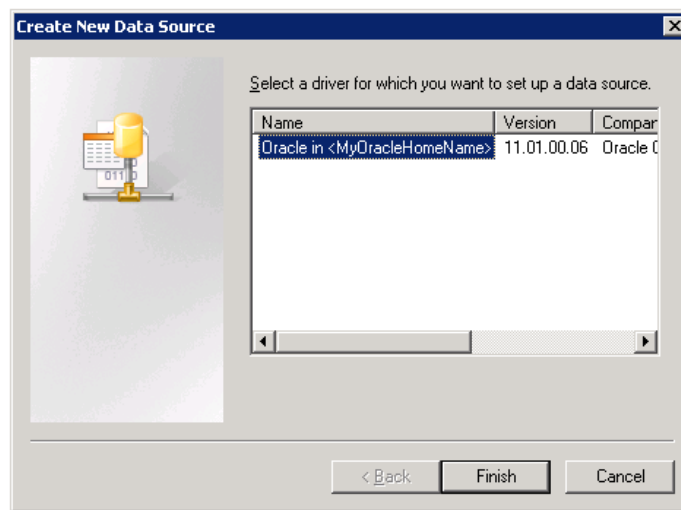 Create New Data Source
Select a driver for which you want to set up a data source.
Name Version Compar
Oracle in <MyOracleHomeName> 11.01.00.06 Oracle C
0110
< Back Finish Cancel